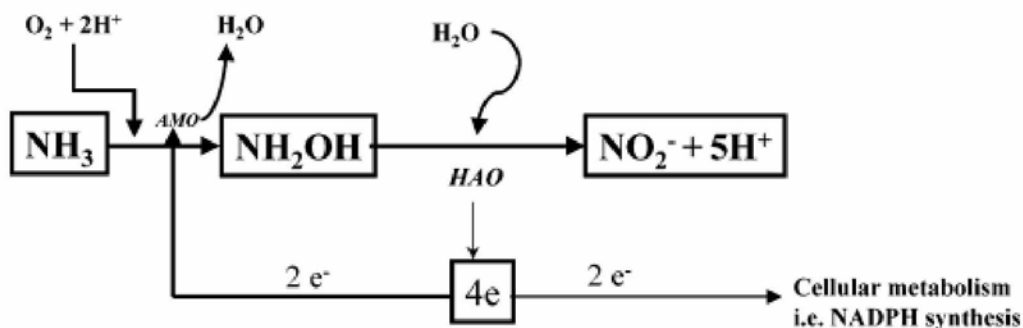 O₂ + 2H⁺
H₂O
H₂O
AMO
NH₃
NH₂OH
NO₂⁻ + 5H⁺
HAO
2 e⁻
4e
2 e⁻
Cellular metabolism
i.e. NADPH synthesis